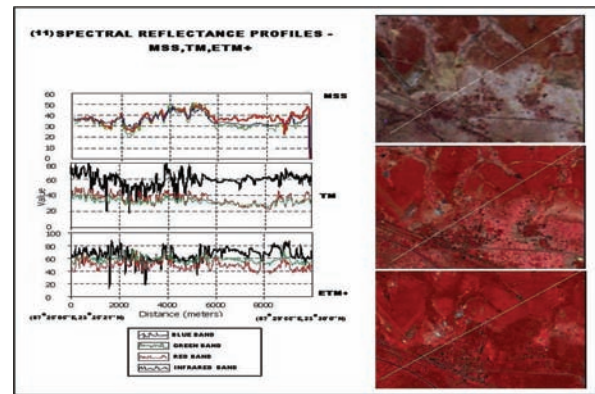 (11)SPECTRAL REFLECTANCE PROFILES -
MSS,TM,ETM+
MSS
60
50
40
30
20
10
0
80
60
40
20
0
TM
Value
100
80
60
40
20
0
ETM+
0 2000 4000 6000 8000
Distance (meters)
BLUE BAND
GREEN BAND
RED BAND
INFRARED BAND